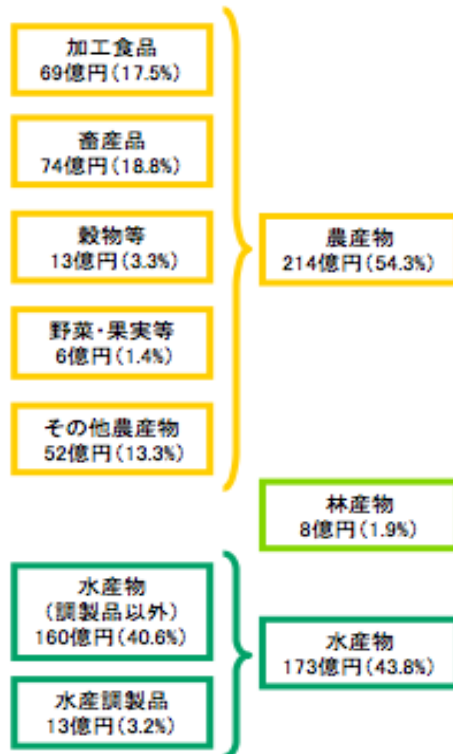 加工食品
69億円(17.5%)
畜産品
74億円(18.8%)
穀物等
13億円(3.3%)
野菜・果実等
6億円(1.4%)
その他農産物
52億円(13.3%)
農産物
214億円(54.3%)
林産物
8億円(1.9%)
水産物
(調製品以外)
160億円(40.6%)
水産調製品
13億円(3.2%)
水産物
173億円(43.8%)